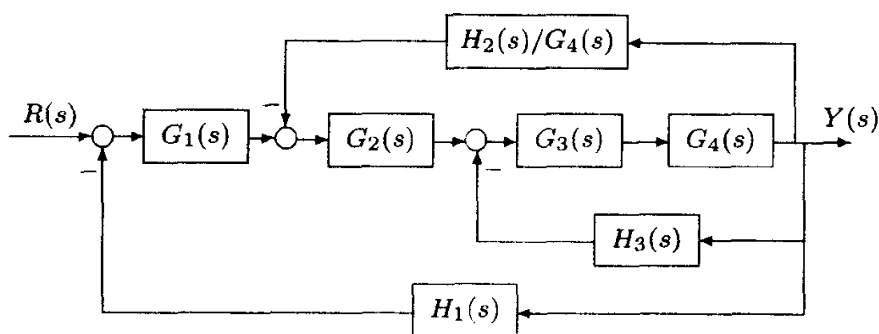 H₂(s)/G₄(s)
R(s)
G₁(s)
G₂(s)
G₃(s)
G₄(s)
Y(s)
−
−
−
H₃(s)
H₁(s)